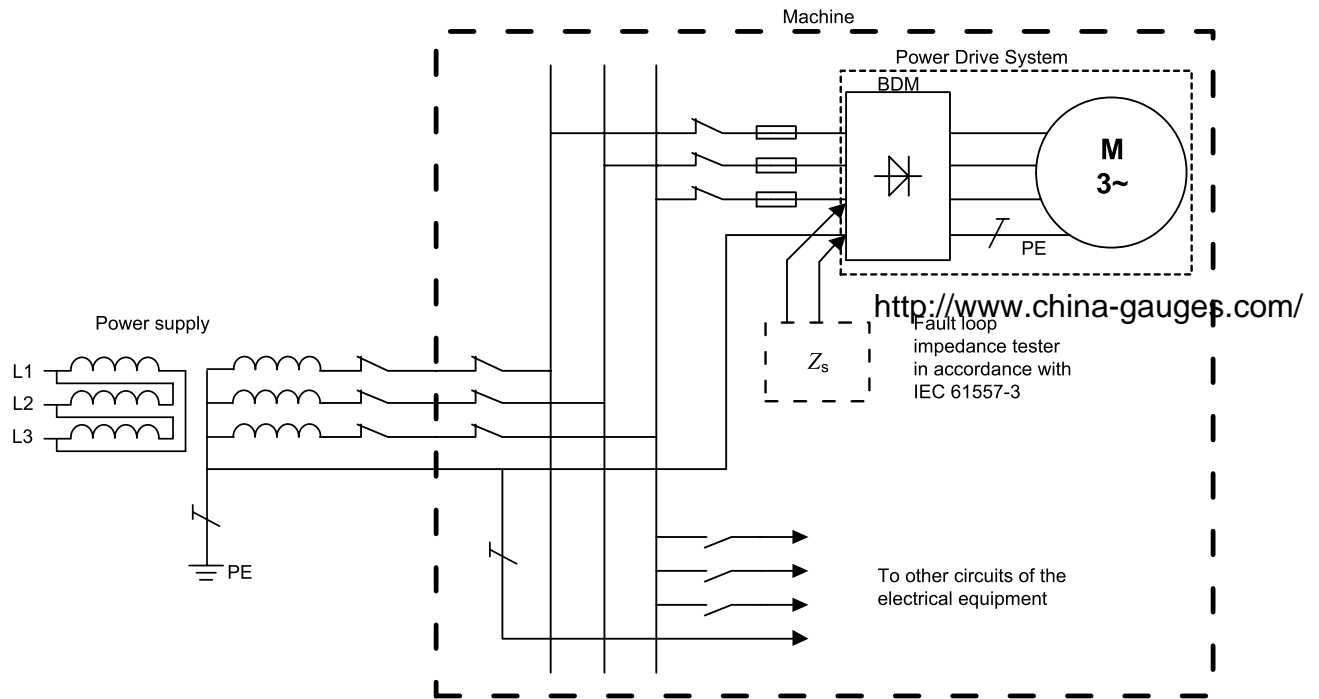 Machine
Power Drive System
BDM
M
3~
PE
http://www.china-gauges.com/
Power supply
Fault loop
impedance tester
in accordance with
IEC 61557-3
Zs
L1
L2
L3
PE
To other circuits of the
electrical equipment